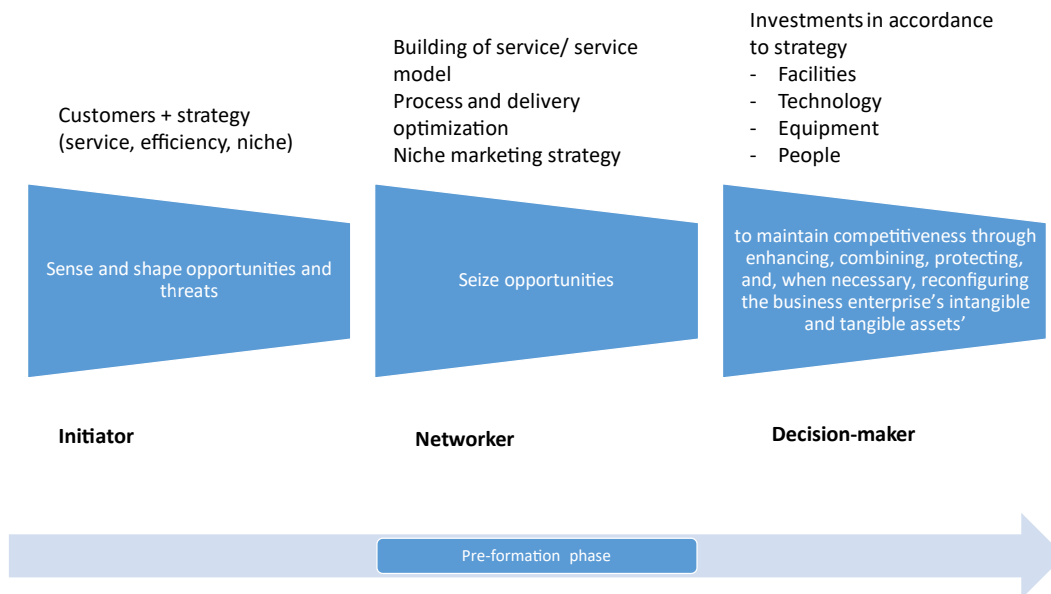 Customers + strategy
(service, efficiency, niche)
Building of service/ service
model
Process and delivery
optimization
Niche marketing strategy
Investments in accordance
to strategy
- Facilities
- Technology
- Equipment
- People
Sense and shape opportunities and
threats
Seize opportunities
to maintain competitiveness through
enhancing, combining, protecting,
and, when necessary, reconfiguring
the business enterprise’s intangible
and tangible assets’
Initiator
Networker
Decision-maker
Pre-formation phase